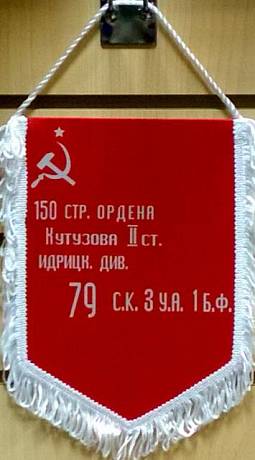 150 СТР. ОРДЕНА
Кутузова II ст.
ИДРИЦК. ДИВ.
79 С.К. 3 У.А. 1 Б.Ф.